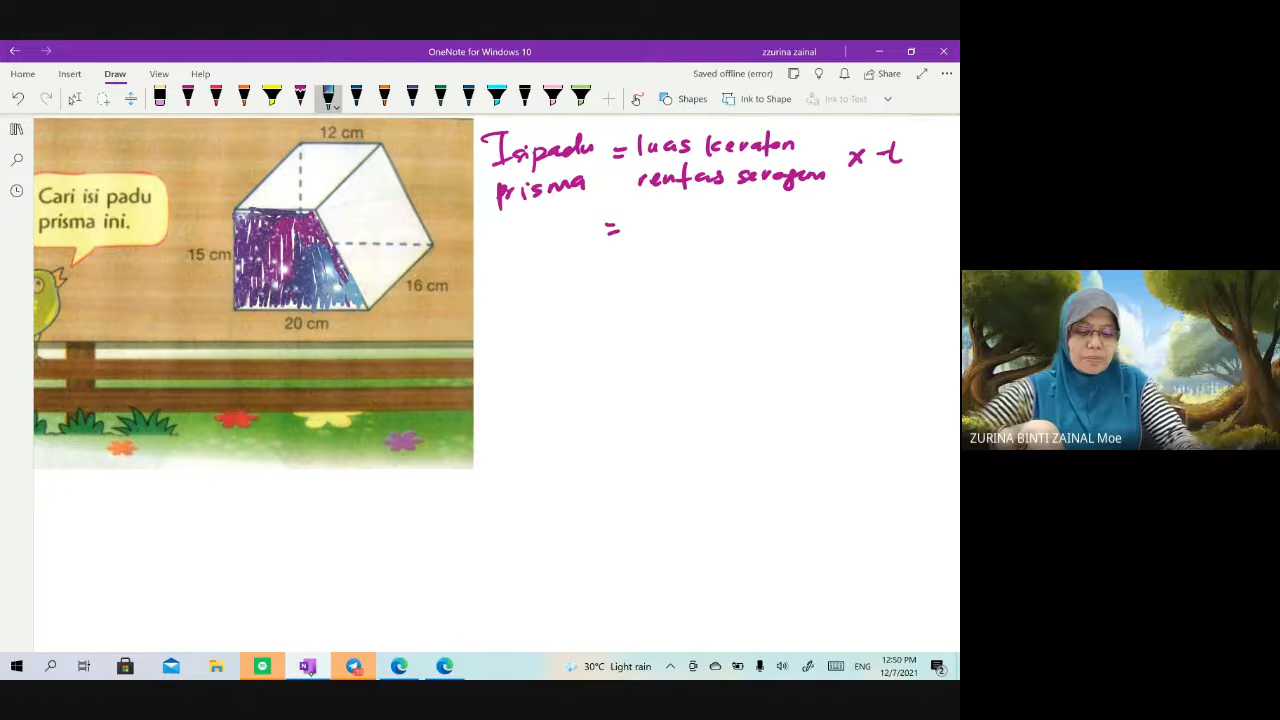 OneNote for Windows 10
zzurina zainal
Home
Insert
Draw
View
Help
Saved offline (error)
Share
Shapes
Ink to Shape
Ink to Text
12 cm
Cari isi padu
prisma ini.
15 cm
16 cm
20 cm
Isipadu = luas keratan x t
prisma rentas seragam
=
ZURINA BINTI ZAINAL Moe
30°C Light rain
ENG
12:50 PM
12/7/2021
2